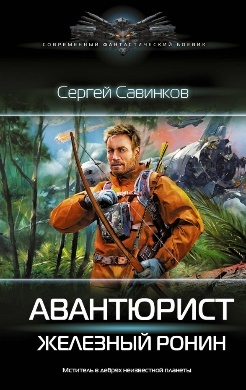 СОВРЕМЕННЫЙ ФАНТАСТИЧЕСКИЙ БОЕВИК
Сергей Савинков
АВАНТЮРИСТ
ЖЕЛЕЗНЫЙ РОНИН
Мститель в дебрях неизвестной планеты